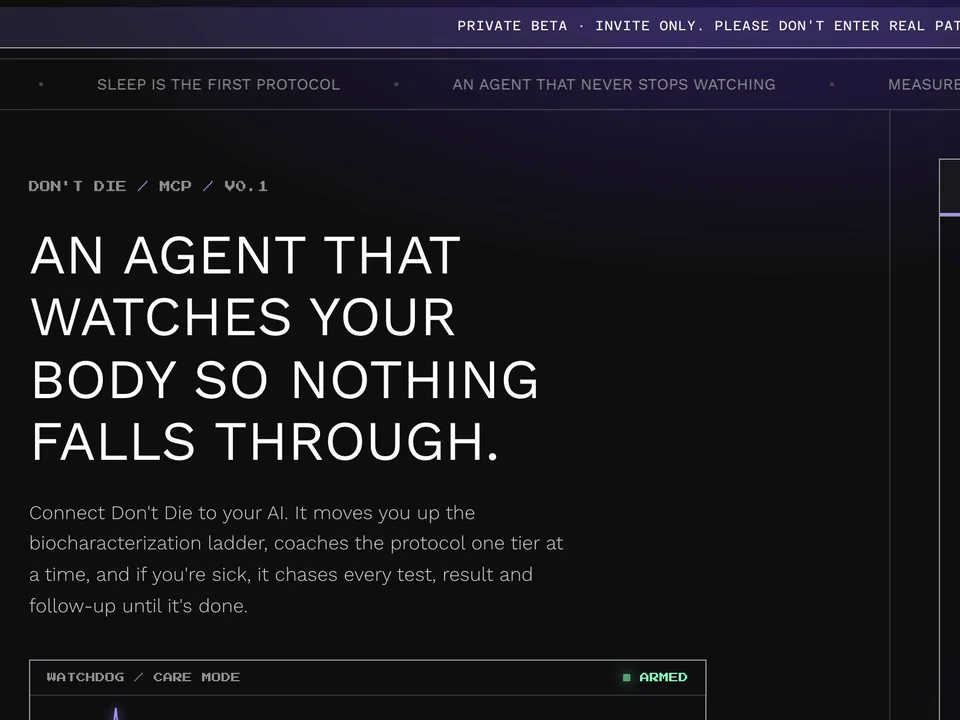 PRIVATE BETA · INVITE ONLY. PLEASE DON'T ENTER REAL PAT
• SLEEP IS THE FIRST PROTOCOL • AN AGENT THAT NEVER STOPS WATCHING • MEASURE
DON'T DIE / MCP / V0.1
AN AGENT THAT
WATCHES YOUR
BODY SO NOTHING
FALLS THROUGH.
Connect Don't Die to your AI. It moves you up the
biocharacterization ladder, coaches the protocol one tier at
a time, and if you're sick, it chases every test, result and
follow-up until it's done.
WATCHDOG / CARE MODE ARMED